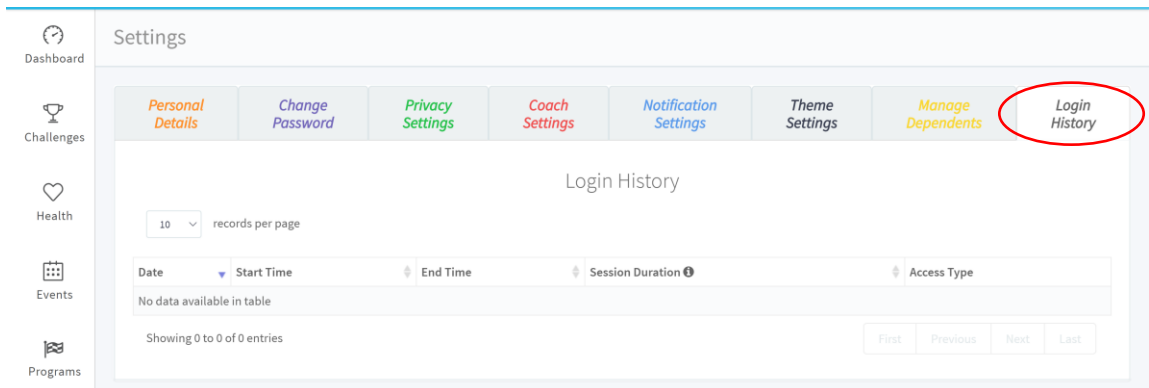 Dashboard
Challenges
Health
Events
Programs
Settings
Personal
Details
Change
Password
Privacy
Settings
Coach
Settings
Notification
Settings
Theme
Settings
Manage
Dependents
Login
History
Login History
10 records per page
Date Start Time End Time Session Duration Access Type
No data available in table
Showing 0 to 0 of 0 entries
First Previous Next Last